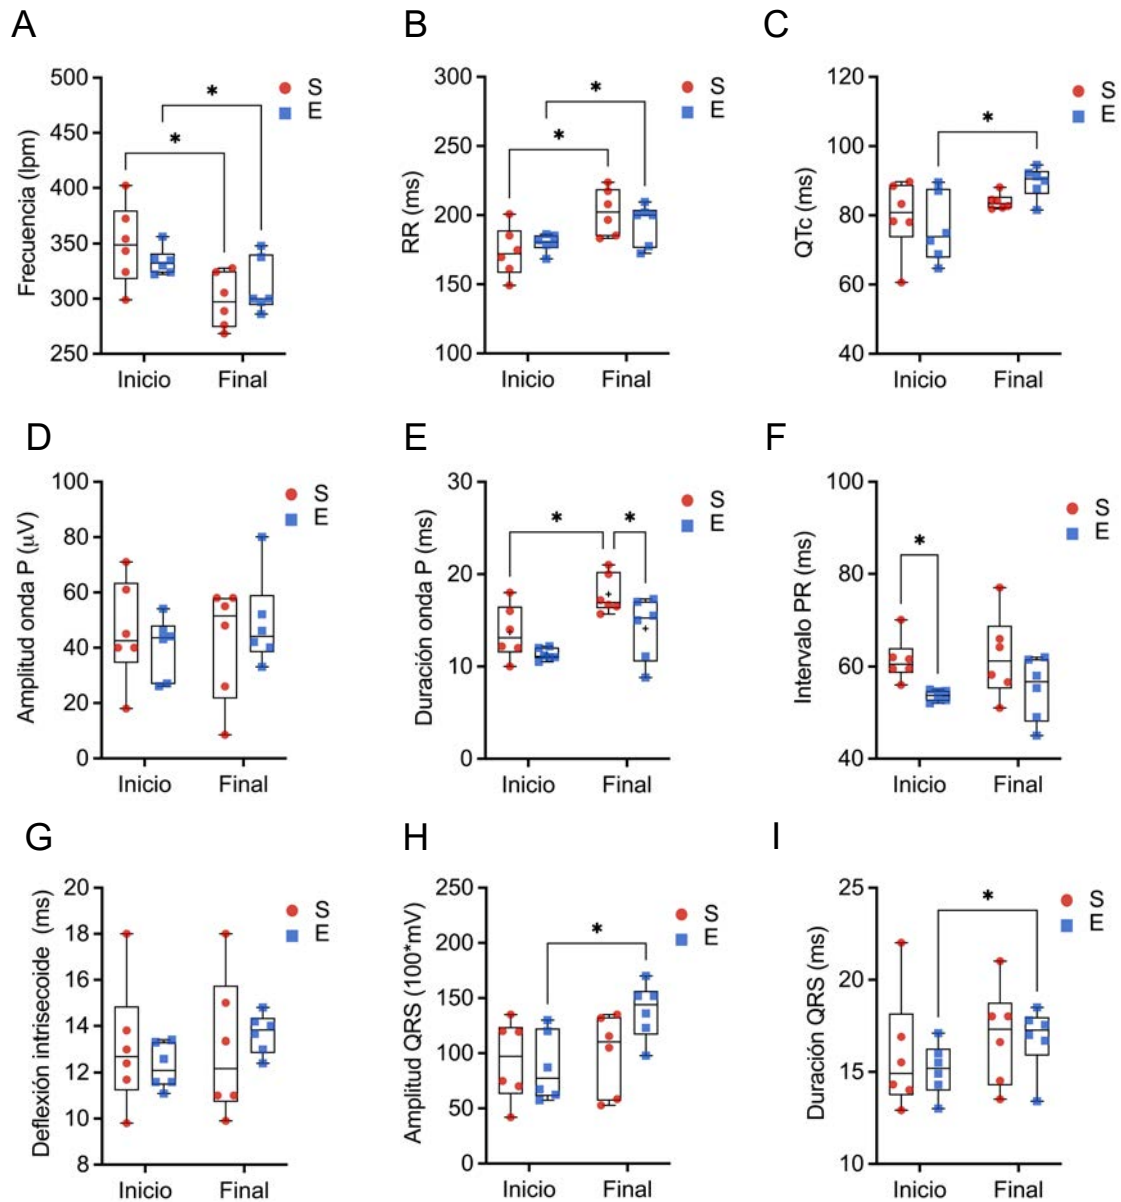 A
Frecuencia (lpm)
500
450
400
350
300
250
*
*
S
E
Inicio
Final
B
RR (ms)
300
250
200
150
100
*
*
S
E
Inicio
Final
C
QTc (ms)
120
100
80
60
40
*
S
E
Inicio
Final
D
Amplitud onda P (μV)
100
80
60
40
20
0
S
E
Inicio
Final
E
Duración onda P (ms)
30
20
10
0
*
*
S
E
Inicio
Final
F
Intervalo PR (ms)
100
80
60
40
*
S
E
Inicio
Final
G
Deflexión intrisecoide (ms)
20
18
16
14
12
10
8
S
E
Inicio
Final
H
Amplitud QRS (100*mV)
250
200
150
100
50
0
*
S
E
Inicio
Final
I
Duración QRS (ms)
25
20
15
10
*
S
E
Inicio
Final